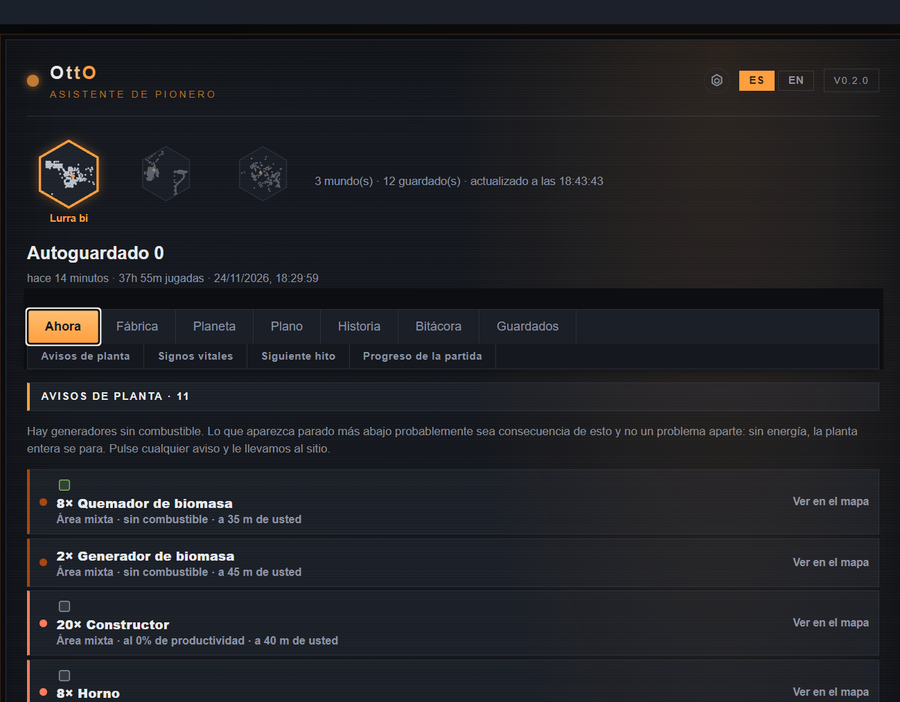 OttO
ASISTENTE DE PIONERO
ES
EN
V0.2.0
3 mundo(s) · 12 guardado(s) · actualizado a las 18:43:43
Lurra bi
Autoguardado 0
hace 14 minutos · 37h 55m jugadas · 24/11/2026, 18:29:59
Ahora
Fábrica
Planeta
Plano
Historia
Bitácora
Guardados
Avisos de planta
Signos vitales
Siguiente hito
Progreso de la partida
AVISOS DE PLANTA · 11
Hay generadores sin combustible. Lo que aparezca parado más abajo probablemente sea consecuencia de esto y no un problema aparte: sin energía, la planta
entera se para. Pulse cualquier aviso y le llevamos al sitio.
8× Quemador de biomasa
Área mixta · sin combustible · a 35 m de usted
Ver en el mapa
2× Generador de biomasa
Área mixta · sin combustible · a 45 m de usted
Ver en el mapa
20× Constructor
Área mixta · al 0% de productividad · a 40 m de usted
Ver en el mapa
8× Horno
Ver en el mapa